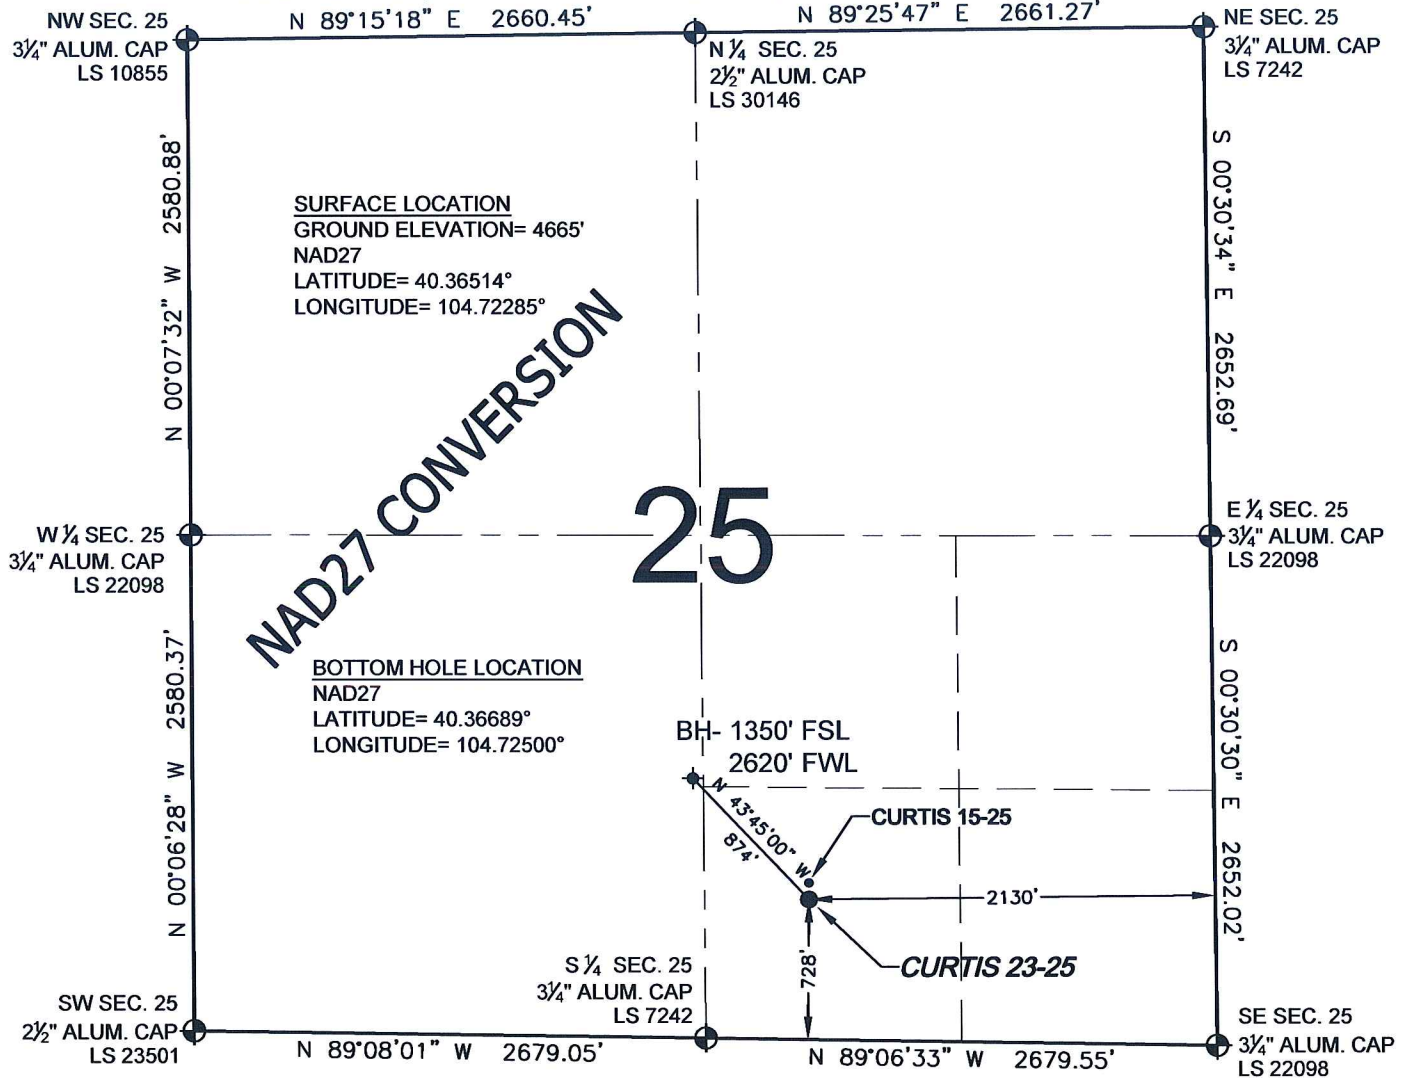 NW SEC. 25
3¼" ALUM. CAP
LS 10855
N 89°15'18" E 2660.45'
N 89°25'47" E 2661.27'
NE SEC. 25
3¼" ALUM. CAP
LS 7242
N ¼ SEC. 25
2½" ALUM. CAP
LS 30146
N 00°07'32" W 2580.88'
S 00°30'34" E 2652.69'
SURFACE LOCATION
GROUND ELEVATION= 4665'
NAD27
LATITUDE= 40.36514°
LONGITUDE= 104.72285°
NAD27 CONVERSION
25
W ¼ SEC. 25
3¼" ALUM. CAP
LS 22098
E ¼ SEC. 25
3¼" ALUM. CAP
LS 22098
N 00°06'28" W 2580.37'
S 00°30'30" E 2652.02'
BOTTOM HOLE LOCATION
NAD27
LATITUDE= 40.36689°
LONGITUDE= 104.72500°
BH- 1350' FSL
2620' FWL
N 43°45'00" W
874'
CURTIS 15-25
2130'
728'
CURTIS 23-25
S ¼ SEC. 25
3¼" ALUM. CAP
LS 7242
SW SEC. 25
2½" ALUM. CAP
LS 23501
N 89°08'01" W 2679.05'
N 89°06'33" W 2679.55'
SE SEC. 25
3¼" ALUM. CAP
LS 22098